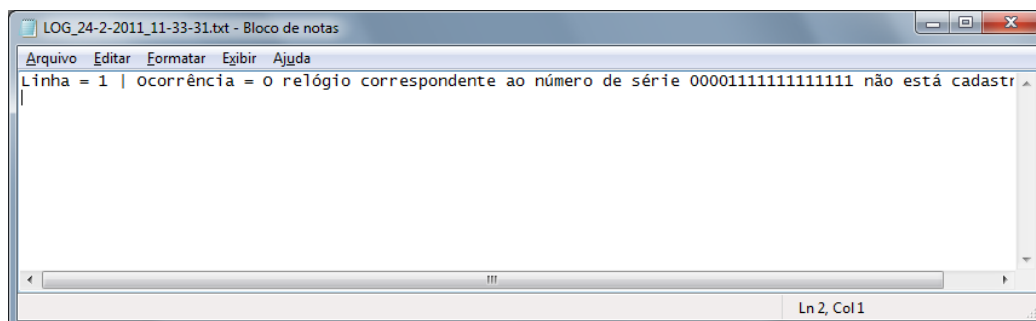 LOG_24-2-2011_11-33-31.txt - Bloco de notas
Arquivo Editar Formatar Exibir Ajuda
Linha = 1 | Ocorrência = O relógio correspondente ao número de série 00001111111111111 não está cadastr
Ln 2, Col 1